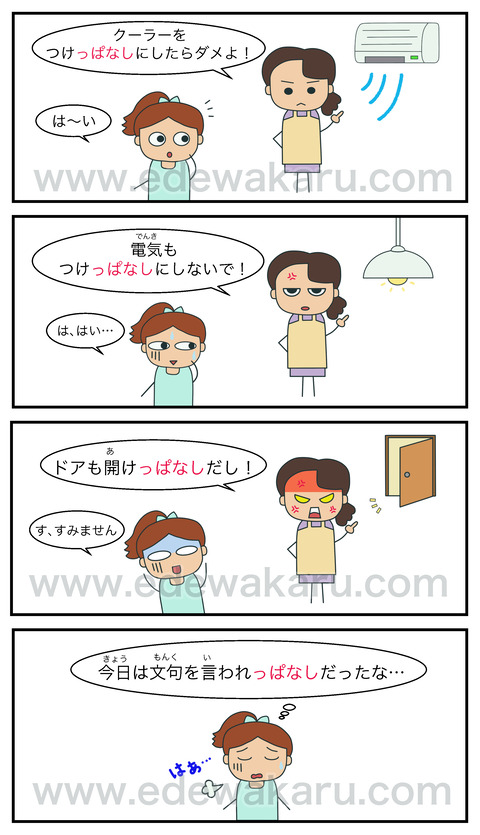 クーラーを
つけっぱなしにしたらダメよ！
は〜い
www.edewakaru.com
でんき
電気も
つけっぱなしにしないで！
は、はい…
www.edewakaru.com
あ
ドアも開けっぱなしだし！
す、すみません
www.edewakaru.com
きょう もんく い
今日は文句を言われっぱなしだったな…
はぁ…
www.edewakaru.com